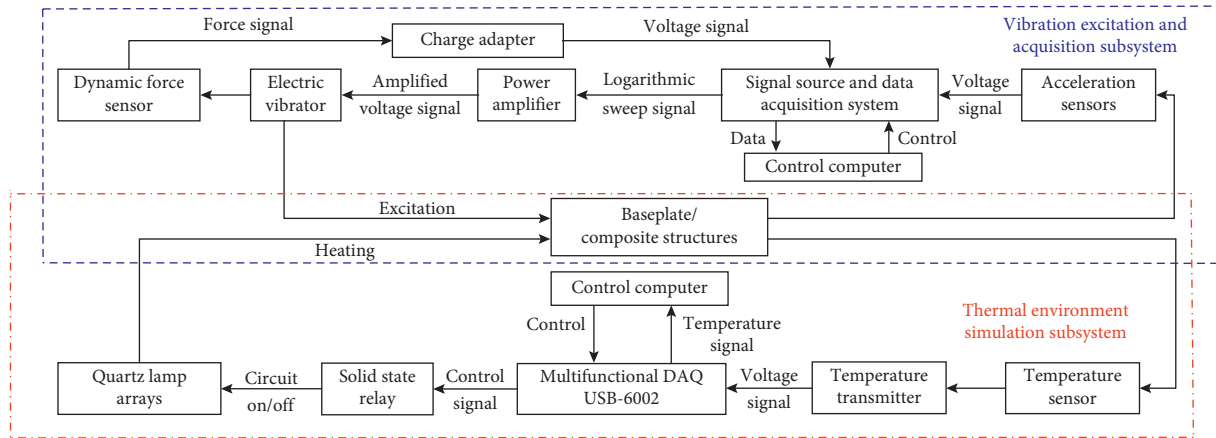 Force signal
Charge adapter
Voltage signal
Vibration excitation and
acquisition subsystem
Dynamic force
sensor
Electric
vibrator
Amplified
voltage signal
Power
amplifier
Logarithmic
sweep signal
Signal source and data
acquisition system
Voltage
signal
Acceleration
sensors
Data
Control
Control computer
Excitation
Baseplate/
composite structures
Heating
Control computer
Control
Temperature
signal
Thermal environment
simulation subsystem
Quartz lamp
arrays
Circuit
on/off
Solid state
relay
Control
signal
Multifunctional DAQ
USB-6002
Voltage
signal
Temperature
transmitter
Temperature
sensor